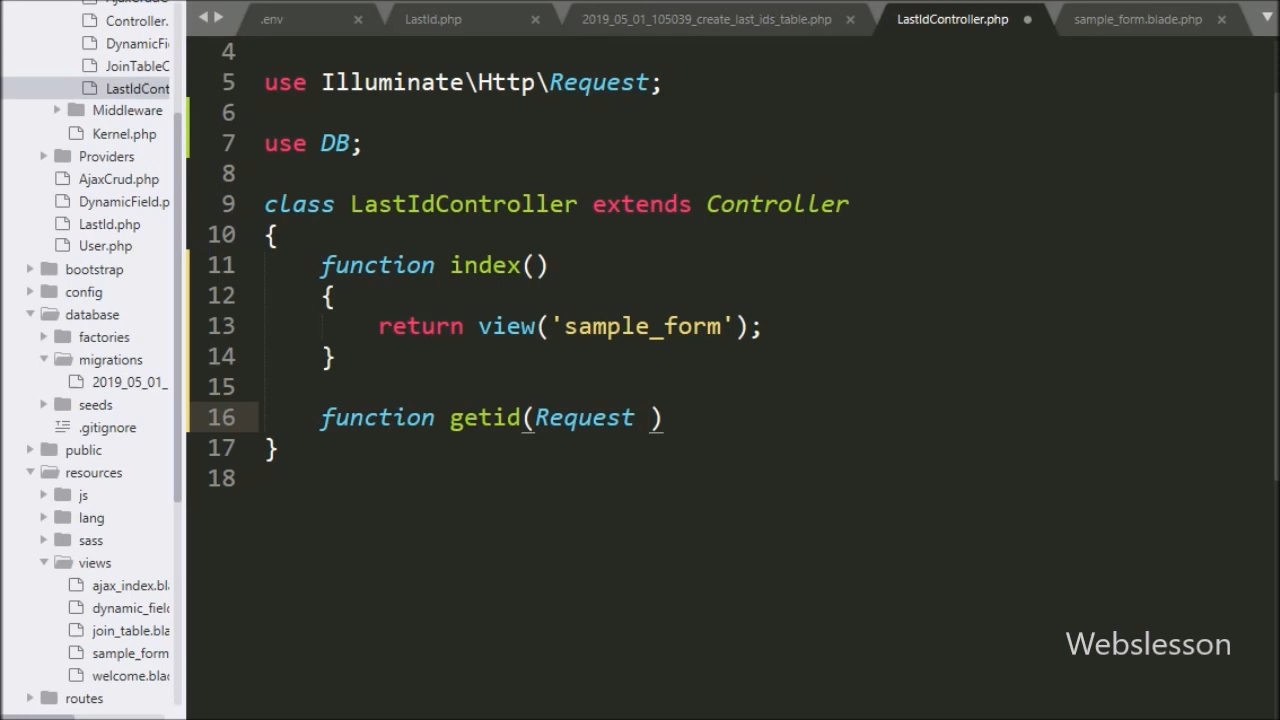 .env
LastId.php
2019_05_01_105039_create_last_ids_table.php
LastIdController.php
sample_form.blade.php
Controller.
DynamicFi
JoinTableC
LastIdCont
Middleware
Kernel.php
Providers
AjaxCrud.php
DynamicField.p
LastId.php
User.php
bootstrap
config
database
factories
migrations
2019_05_01_
seeds
.gitignore
public
resources
js
lang
sass
views
ajax_index.bl
dynamic_field
join_table.bla
sample_form
welcome.blad
routes
4
5 use Illuminate\Http\Request;
6
7 use DB;
8
9 class LastIdController extends Controller
10 {
11 function index()
12 {
13 return view('sample_form');
14 }
15
16 function getid(Request )
17 }
18
Webslesson